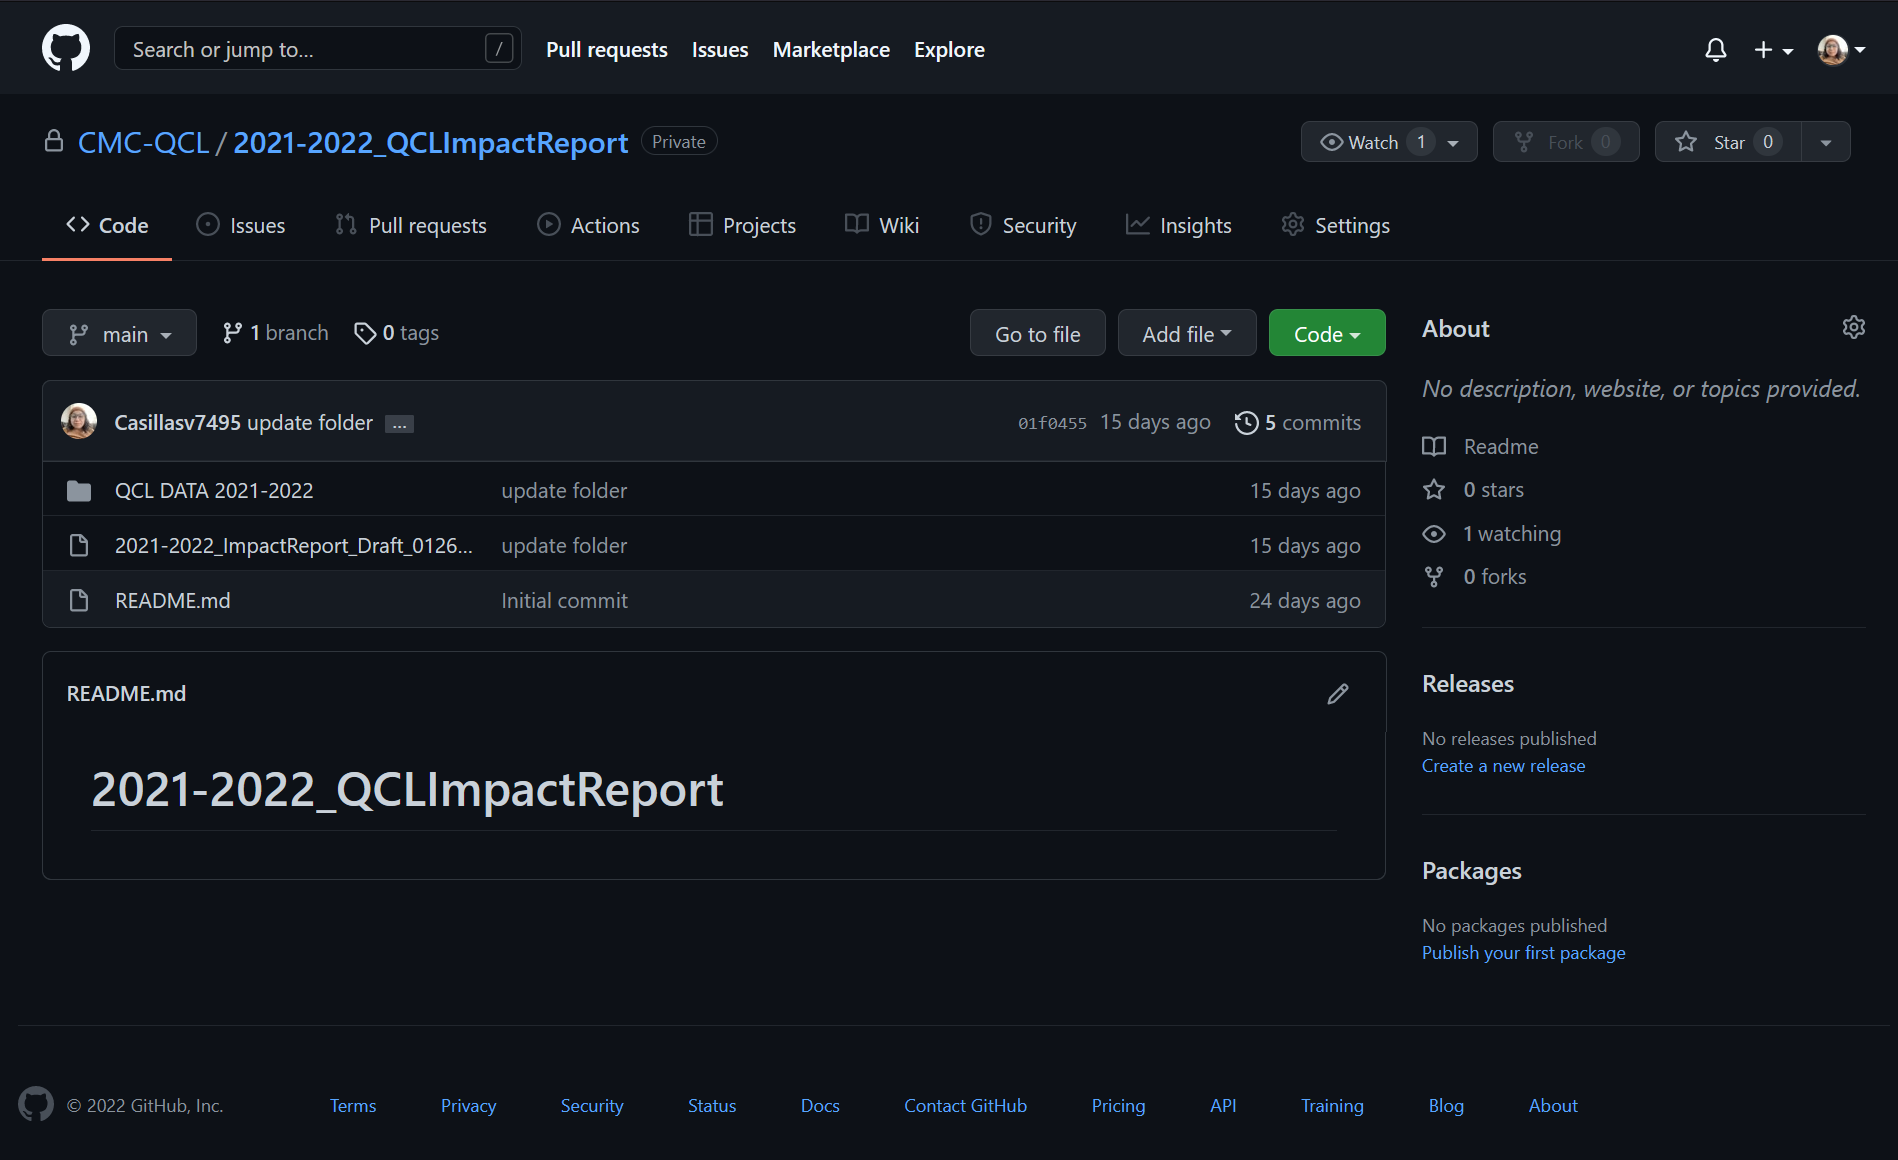 Search or jump to... /
Pull requests Issues Marketplace Explore
CMC-QCL / 2021-2022_QCLImpactReport Private
Watch 1 Fork 0 Star 0
Code Issues Pull requests Actions Projects Wiki Security Insights Settings
main 1 branch 0 tags
Go to file Add file Code
Casillasv7495 update folder ... 01f0455 15 days ago 5 commits
QCL DATA 2021-2022 update folder 15 days ago
2021-2022_ImpactReport_Draft_0126... update folder 15 days ago
README.md Initial commit 24 days ago
README.md
2021-2022_QCLImpactReport
About
No description, website, or topics provided.
Readme
0 stars
1 watching
0 forks
Releases
No releases published
Create a new release
Packages
No packages published
Publish your first package
© 2022 GitHub, Inc. Terms Privacy Security Status Docs Contact GitHub Pricing API Training Blog About